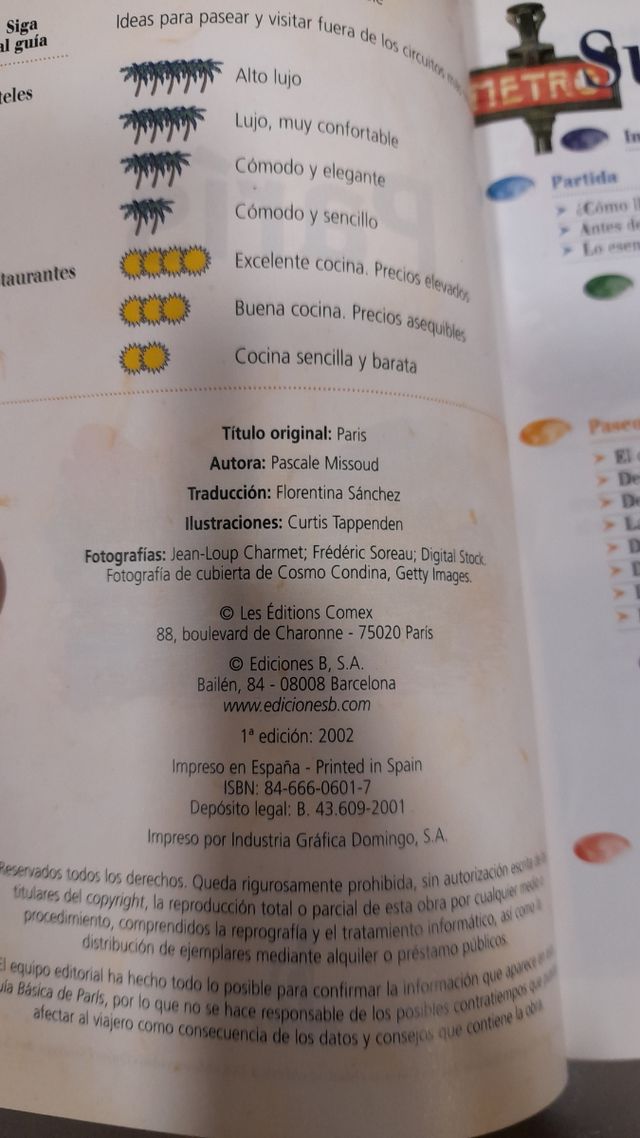 Siga
al guía
Ideas para pasear y visitar fuera de los circuitos
Alto lujo
Lujo, muy confortable
Cómodo y elegante
Cómodo y sencillo
Excelente cocina. Precios elevados
Buena cocina. Precios asequibles
Cocina sencilla y barata
Título original: Paris
Autora: Pascale Missoud
Traducción: Florentina Sánchez
Ilustraciones: Curtis Tappenden
Fotografías: Jean-Loup Charmet; Frédéric Soreau; Digital Stock.
Fotografía de cubierta de Cosmo Condina, Getty Images.
© Les Éditions Comex
88, boulevard de Charonne - 75020 París
© Ediciones B, S.A.
Bailén, 84 - 08008 Barcelona
www.edicionesb.com
1ª edición: 2002
Impreso en España - Printed in Spain
ISBN: 84-666-0601-7
Depósito legal: B. 43.609-2001
Impreso por Industria Gráfica Domingo, S.A.
Reservados todos los derechos. Queda rigurosamente prohibida, sin autorización escrita de los
titulares del copyright, la reproducción total o parcial de esta obra por cualquier medio o
procedimiento, comprendidos la reprografía y el tratamiento informático, así como la
distribución de ejemplares mediante alquiler o préstamo públicos.
El equipo editorial ha hecho todo lo posible para confirmar la información que aparece en
Básica de París, por lo que no se hace responsable de los posibles contratiempos que
afectar al viajero como consecuencia de los datos y consejos que contiene la obra.
METRO
Su
Partida
¿Cómo
Antes de
Lo
El
De
De